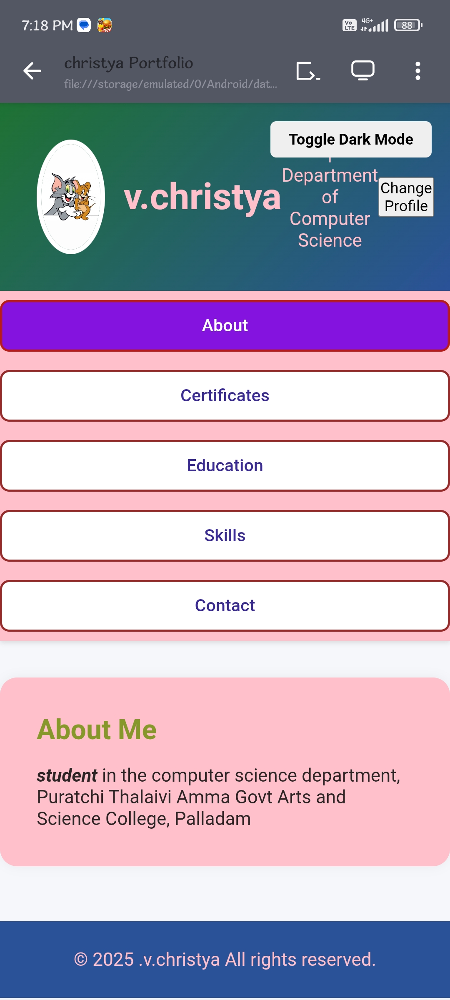 7:18 PM
Vo LTE 4G+ 88
christya Portfolio
file:///storage/emulated/0/Android/dat...
Toggle Dark Mode
v.christya
Department
of
Computer
Science
Change
Profile
About
Certificates
Education
Skills
Contact
About Me
student in the computer science department,
Puratchi Thalaivi Amma Govt Arts and
Science College, Palladam
© 2025 .v.christya All rights reserved.